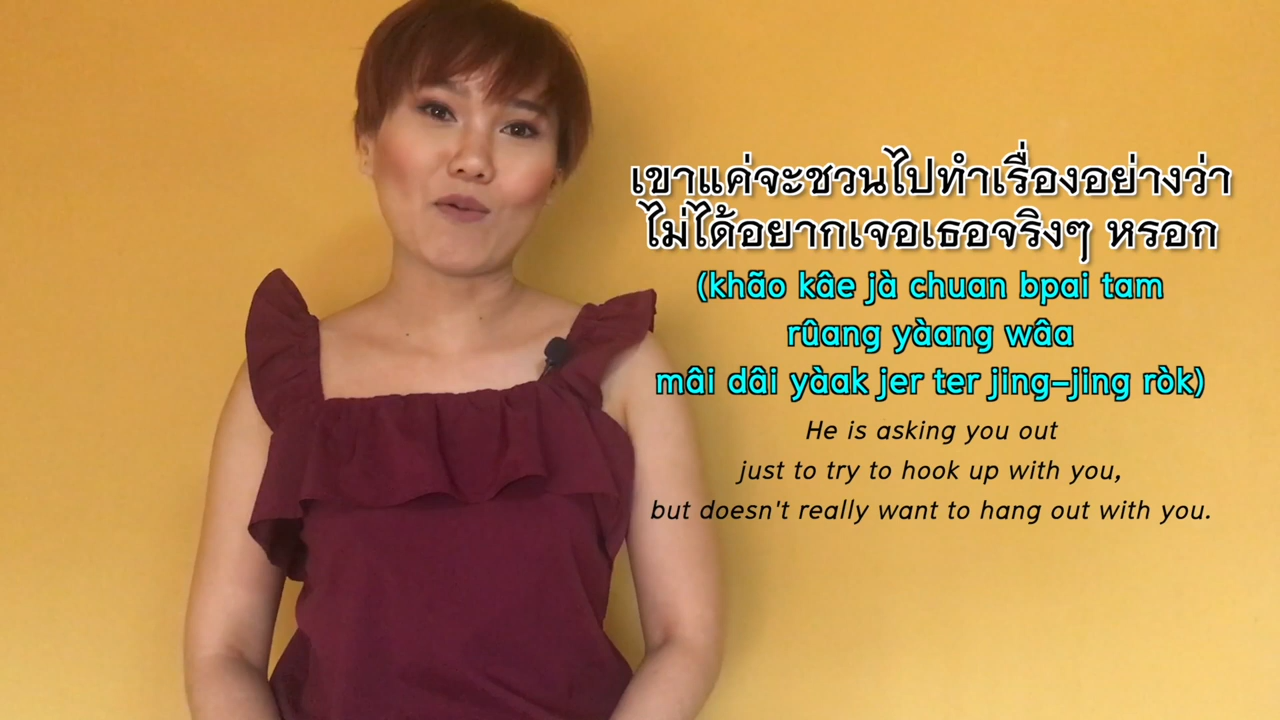 เขาแค่จะชวนไปทำเรื่องอย่างว่า
ไม่ได้อยากเจอเธอจริงๆ หรอก
(khão kâe jà chuan bpai tam
rûang yàang wâa
mâi dâi yàak jer ter jing-jing ròk)
He is asking you out
just to try to hook up with you,
but doesn't really want to hang out with you.